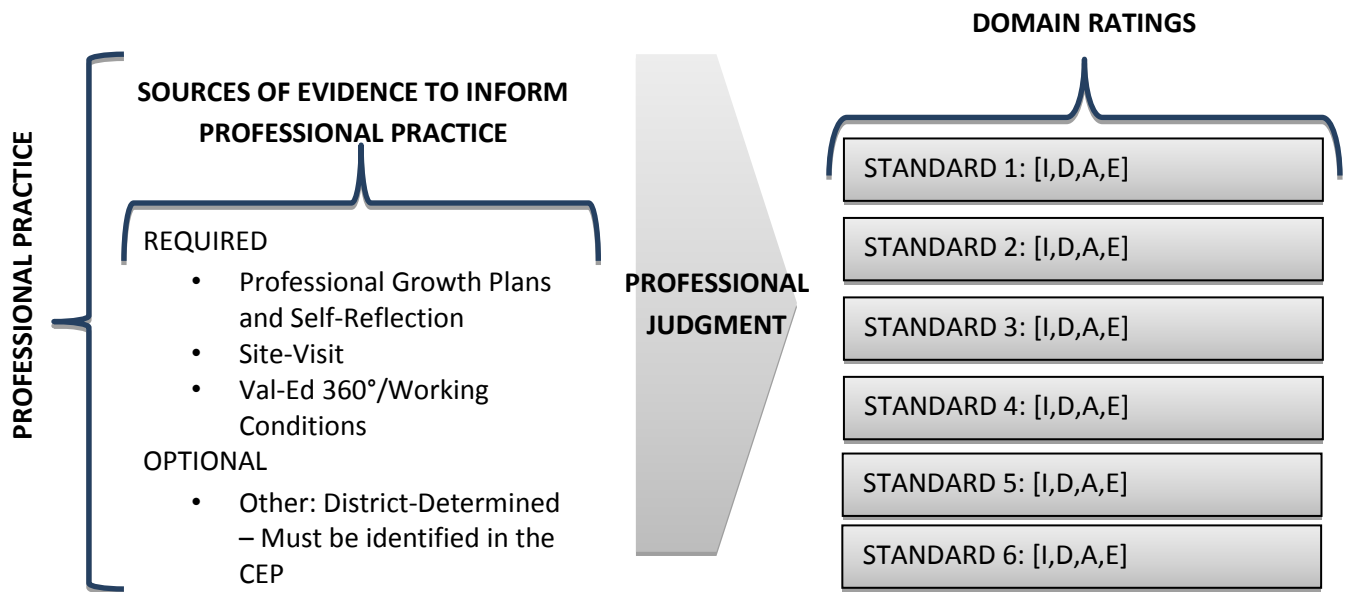 PROFESSIONAL PRACTICE
SOURCES OF EVIDENCE TO INFORM
PROFESSIONAL PRACTICE
REQUIRED
• Professional Growth Plans
and Self-Reflection
• Site-Visit
• Val-Ed 360°/Working
Conditions
OPTIONAL
• Other: District-Determined
– Must be identified in the
CEP
PROFESSIONAL
JUDGMENT
DOMAIN RATINGS
STANDARD 1: [I,D,A,E]
STANDARD 2: [I,D,A,E]
STANDARD 3: [I,D,A,E]
STANDARD 4: [I,D,A,E]
STANDARD 5: [I,D,A,E]
STANDARD 6: [I,D,A,E]